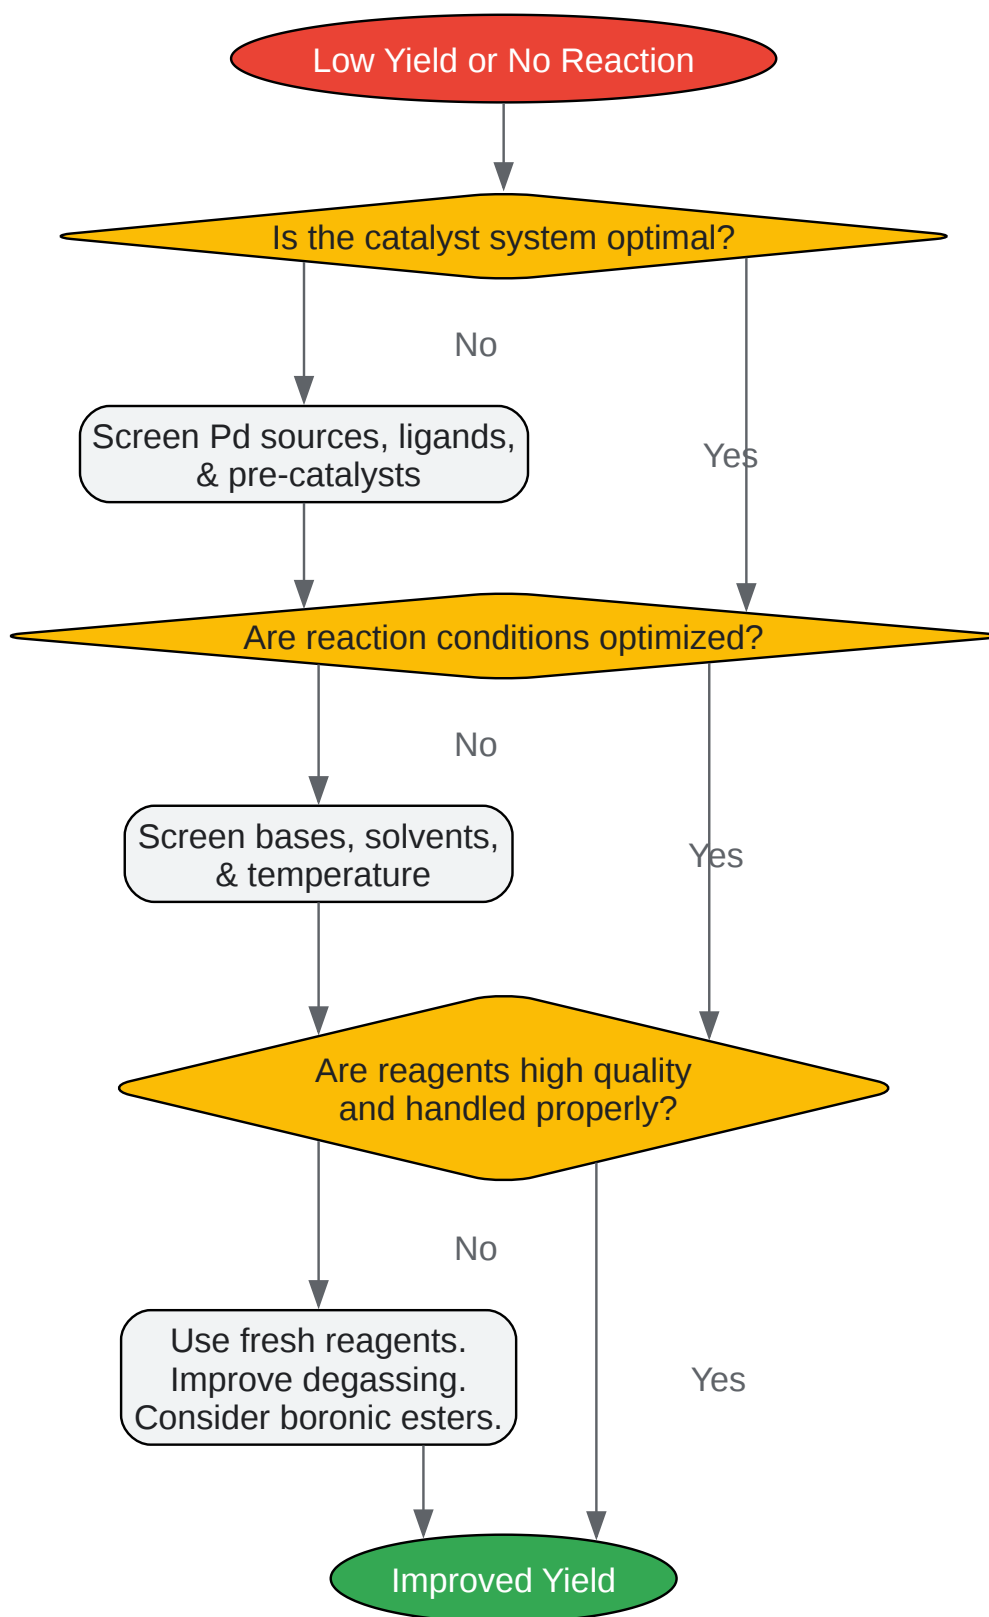 Low Yield or No Reaction
Is the catalyst system optimal?
No
Screen Pd sources, ligands,
& pre-catalysts
Yes
Are reaction conditions optimized?
No
Screen bases, solvents,
& temperature
Yes
Are reagents high quality
and handled properly?
No
Use fresh reagents.
Improve degassing.
Consider boronic esters.
Yes
Improved Yield